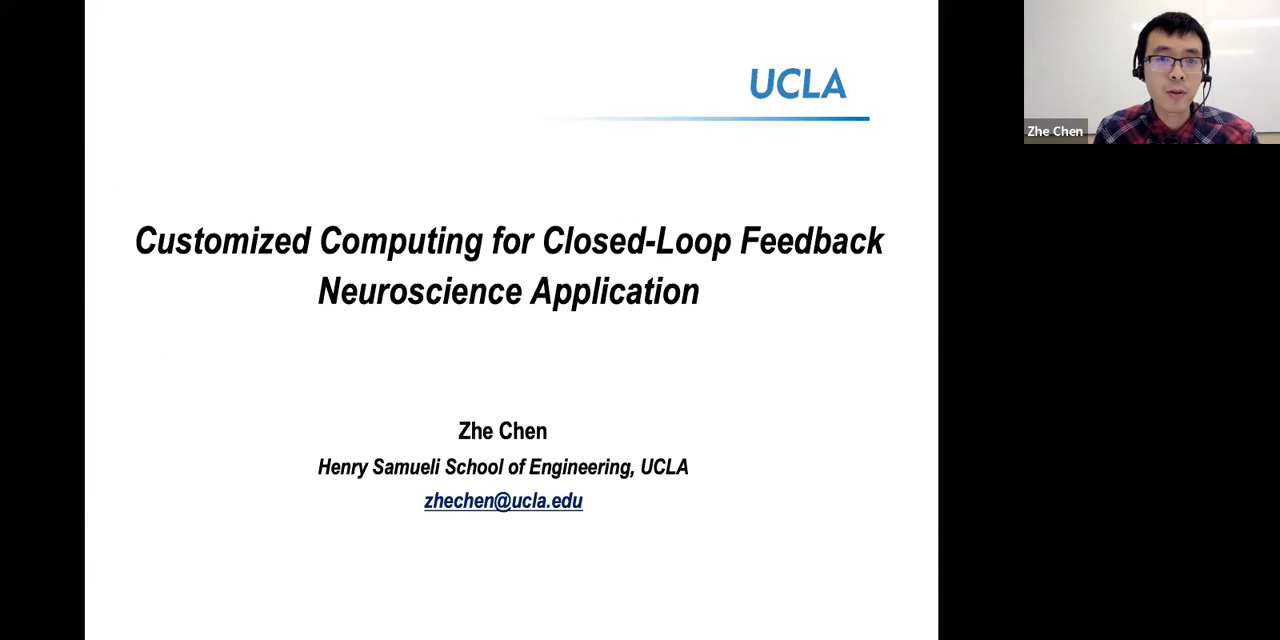 UCLA
Customized Computing for Closed-Loop Feedback
Neuroscience Application
Zhe Chen
Henry Samueli School of Engineering, UCLA
zhechen@ucla.edu
Zhe Chen